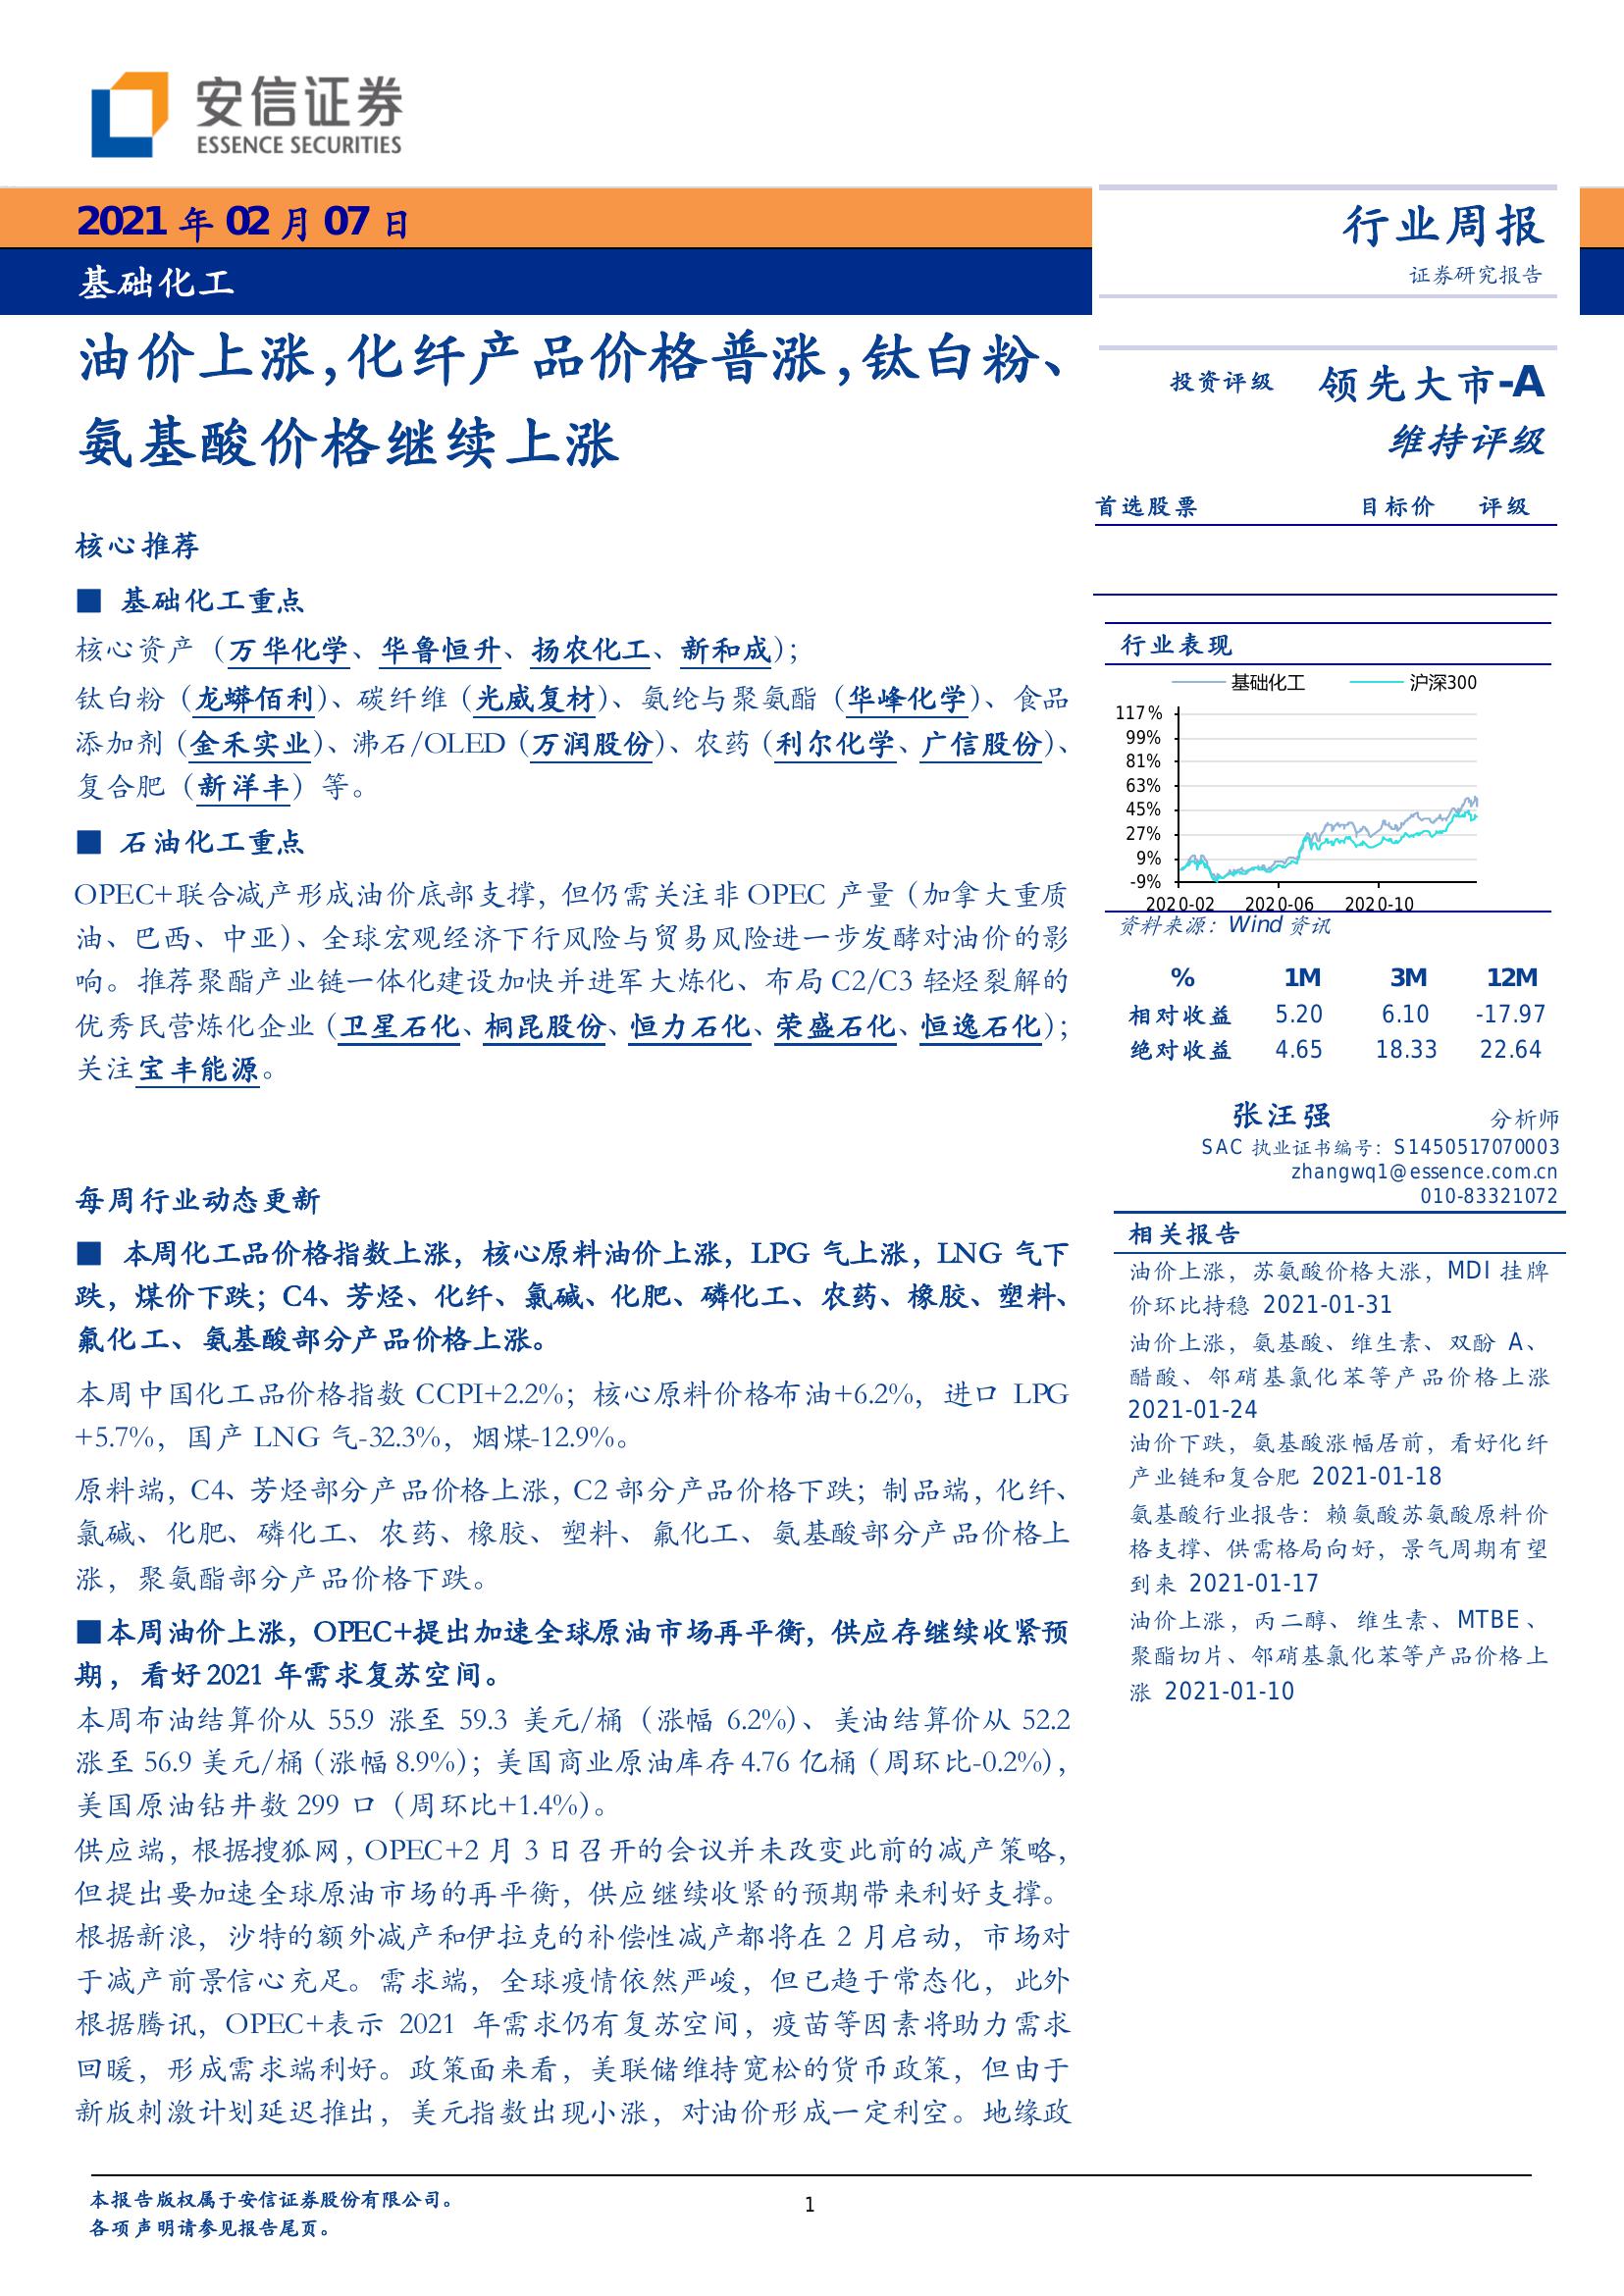 安信证券
ESSENCE SECURITIES
2021 年 02 月 07 日
基础化工
油价上涨,化纤产品价格普涨,钛白粉、
氨基酸价格继续上涨
核心推荐
■ 基础化工重点
核心资产（万华化学、华鲁恒升、扬农化工、新和成）；
钛白粉（龙蟒佰利）、碳纤维（光威复材）、氨纶与聚氨酯（华峰化学）、食品
添加剂（金禾实业）、沸石/OLED（万润股份）、农药（利尔化学、广信股份）、
复合肥（新洋丰）等。
■ 石油化工重点
OPEC+联合减产形成油价底部支撑，但仍需关注非 OPEC 产量（加拿大重质
油、巴西、中亚）、全球宏观经济下行风险与贸易风险进一步发酵对油价的影
响。推荐聚酯产业链一体化建设加快并进军大炼化、布局 C2/C3 轻烃裂解的
优秀民营炼化企业（卫星石化、桐昆股份、恒力石化、荣盛石化、恒逸石化）；
关注宝丰能源。
每周行业动态更新
■ 本周化工品价格指数上涨，核心原料油价上涨，LPG 气上涨，LNG 气下
跌，煤价下跌；C4、芳烃、化纤、氯碱、化肥、磷化工、农药、橡胶、塑料、
氟化工、氨基酸部分产品价格上涨。
本周中国化工品价格指数 CCPI+2.2%；核心原料价格布油+6.2%，进口 LPG
+5.7%，国产 LNG 气-32.3%，烟煤-12.9%。
原料端，C4、芳烃部分产品价格上涨，C2 部分产品价格下跌；制品端，化纤、
氯碱、化肥、磷化工、农药、橡胶、塑料、氟化工、氨基酸部分产品价格上
涨，聚氨酯部分产品价格下跌。
■本周油价上涨，OPEC+提出加速全球原油市场再平衡，供应存继续收紧预
期，看好 2021 年需求复苏空间。
本周布油结算价从 55.9 涨至 59.3 美元/桶（涨幅 6.2%）、美油结算价从 52.2
涨至 56.9 美元/桶（涨幅 8.9%）；美国商业原油库存 4.76 亿桶（周环比-0.2%），
美国原油钻井数 299 口（周环比+1.4%）。
供应端，根据搜狐网，OPEC+2 月 3 日召开的会议并未改变此前的减产策略，
但提出要加速全球原油市场的再平衡，供应继续收紧的预期带来利好支撑。
根据新浪，沙特的额外减产和伊拉克的补偿性减产都将在 2 月启动，市场对
于减产前景信心充足。需求端，全球疫情依然严峻，但已趋于常态化，此外
根据腾讯，OPEC+表示 2021 年需求仍有复苏空间，疫苗等因素将助力需求
回暖，形成需求端利好。政策面来看，美联储维持宽松的货币政策，但由于
新版刺激计划延迟推出，美元指数出现小涨，对油价形成一定利空。地缘政
行业周报
证券研究报告
投资评级 领先大市-A
维持评级
首选股票 目标价 评级
行业表现
基础化工 沪深300
117%
99%
81%
63%
45%
27%
9%
-9%
2020-02 2020-06 2020-10
资料来源：Wind 资讯
% 1M 3M 12M
相对收益 5.20 6.10 -17.97
绝对收益 4.65 18.33 22.64
张汪强 分析师
SAC 执业证书编号：S1450517070003
zhangwq1@essence.com.cn
010-83321072
相关报告
油价上涨，苏氨酸价格大涨，MDI 挂牌
价环比持稳 2021-01-31
油价上涨，氨基酸、维生素、双酚 A、
醋酸、邻硝基氯化苯等产品价格上涨
2021-01-24
油价下跌，氨基酸涨幅居前，看好化纤
产业链和复合肥 2021-01-18
氨基酸行业报告：赖氨酸苏氨酸原料价
格支撑、供需格局向好，景气周期有望
到来 2021-01-17
油价上涨，丙二醇、维生素、MTBE、
聚酯切片、邻硝基氯化苯等产品价格上
涨 2021-01-10
本报告版权属于安信证券股份有限公司。
各项声明请参见报告尾页。
1